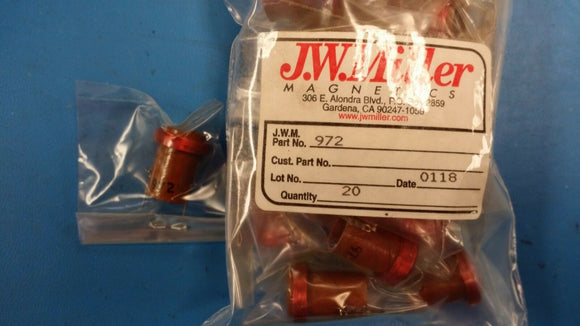 J.W.Miller
MAGNETICS
306 E. Alondra Blvd., P.O. 2859
Gardena, CA 90247-1059
www.jwmiller.com
J.W.M.
Part No. 972
Cust. Part No.
Lot No. Date 0118
Quantity 20